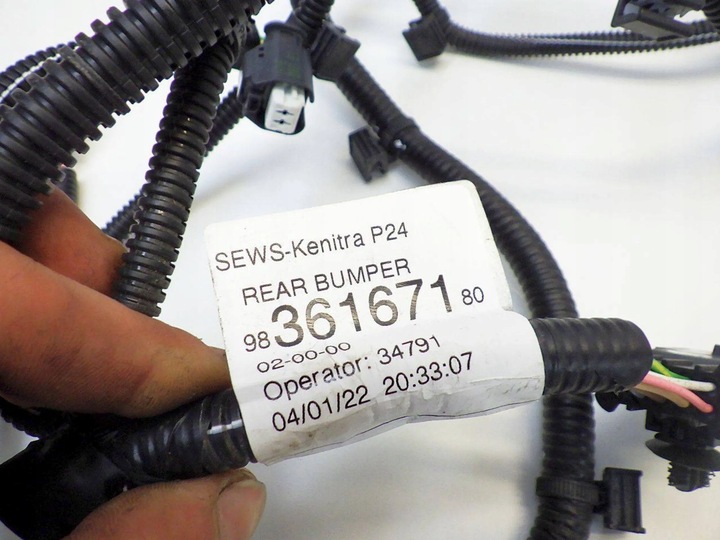 SEWS-Kenitra P24
REAR BUMPER
98 361671 80
02-00-00
Operator: 34791
04/01/22 20:33:07